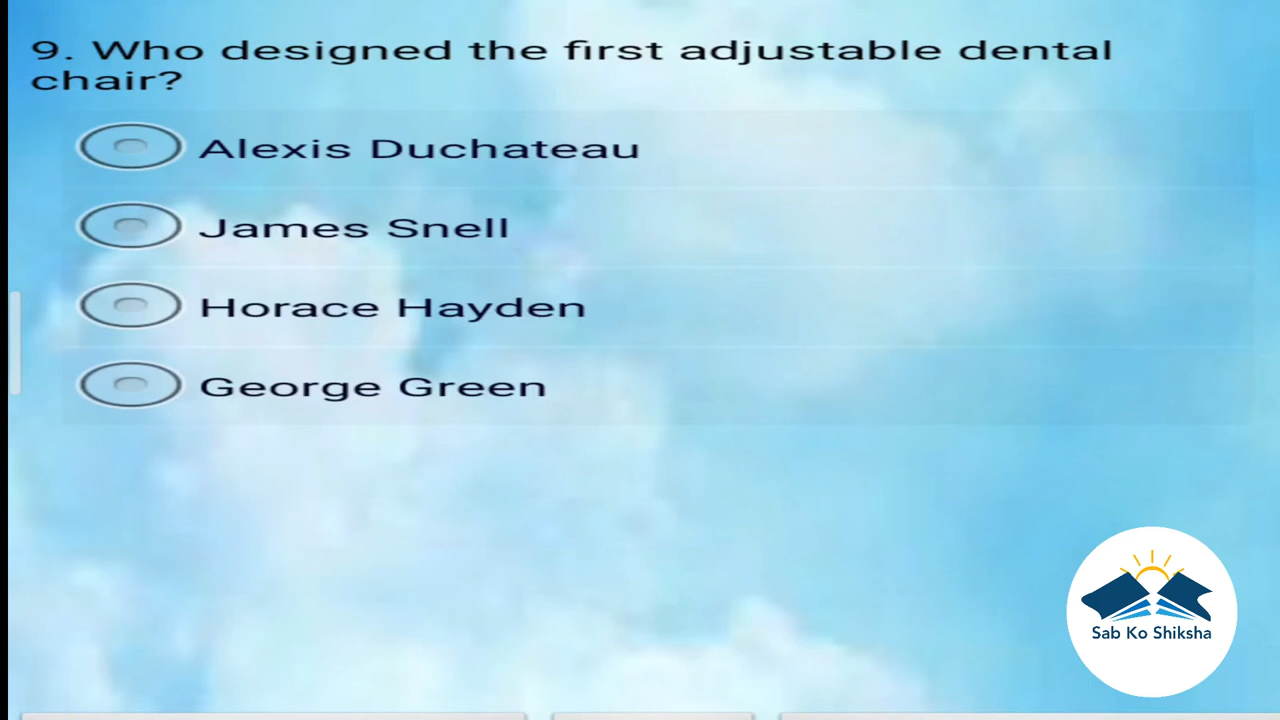 9. Who designed the first adjustable dental
chair?
Alexis Duchateau
James Snell
Horace Hayden
George Green
Sab Ko Shiksha